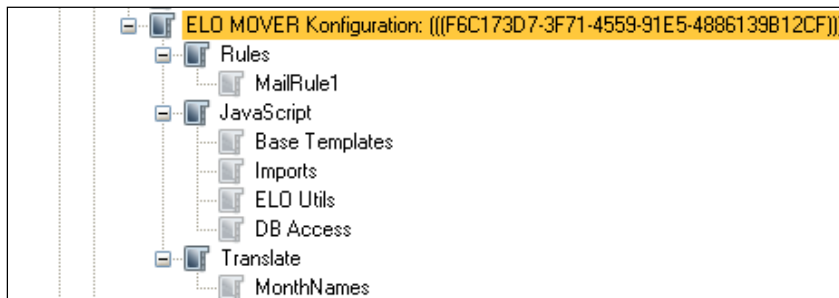 ELO MOVER Konfiguration: (((F6C173D7-3F71-4559-91E5-4886139B12CF)))
Rules
MailRule1
JavaScript
Base Templates
Imports
ELO Utils
DB Access
Translate
MonthNames